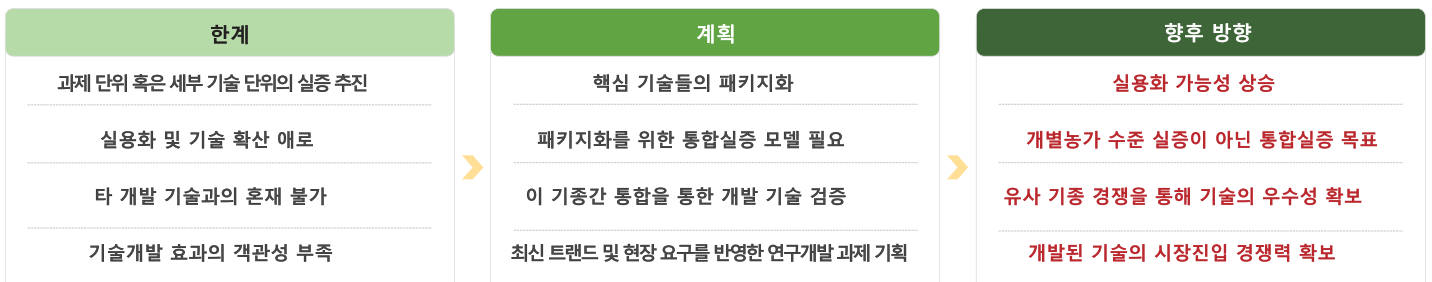 한계
과제 단위 혹은 세부 기술 단위의 실증 추진
실용화 및 기술 확산 애로
타 개발 기술과의 혼재 불가
기술개발 효과의 객관성 부족
계획
핵심 기술들의 패키지화
패키지화를 위한 통합실증 모델 필요
이 기종간 통합을 통한 개발 기술 검증
최신 트랜드 및 현장 요구를 반영한 연구개발 과제 기획
향후 방향
실용화 가능성 상승
개별농가 수준 실증이 아닌 통합실증 목표
유사 기종 경쟁을 통해 기술의 우수성 확보
개발된 기술의 시장진입 경쟁력 확보